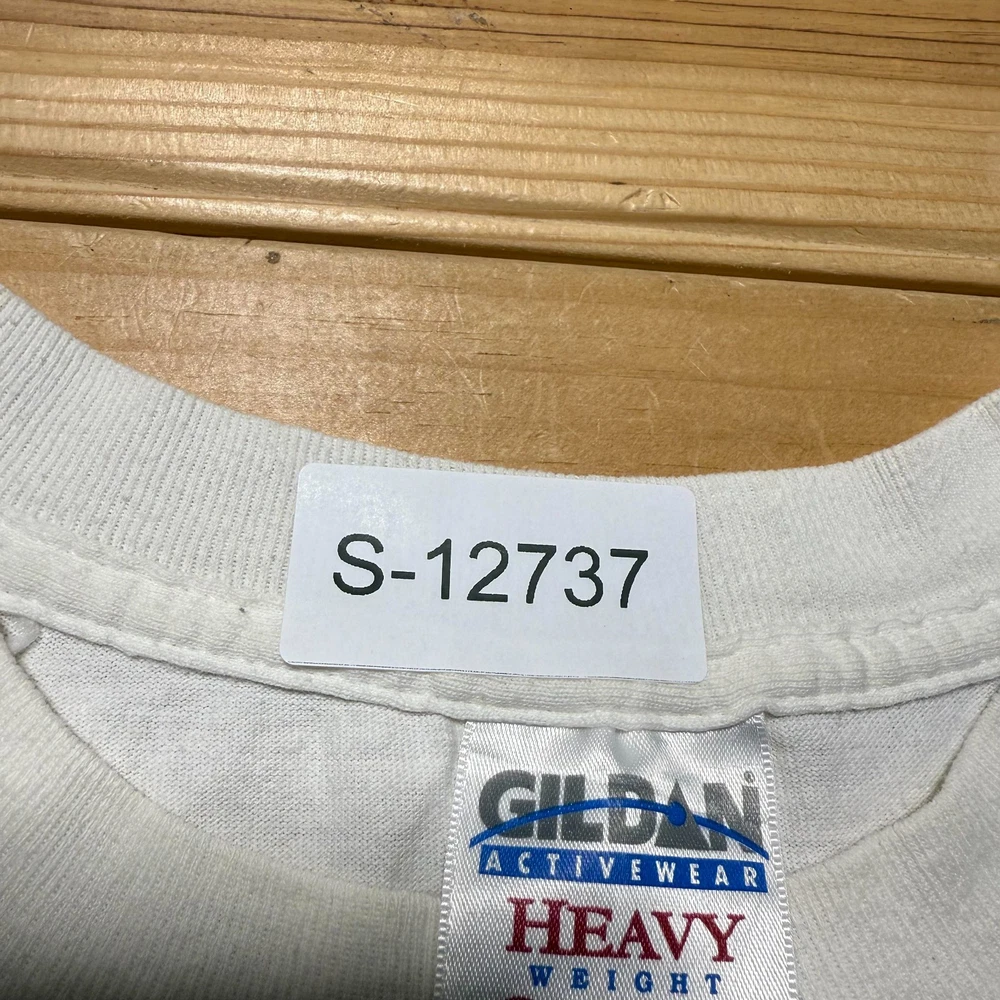 S-12737
GILDAN®
ACTIVEWEAR
HEAVY
WEIGHT